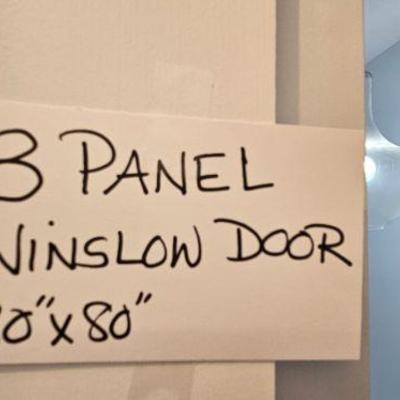 3 PANEL
WINSLOW DOOR
0"x80"